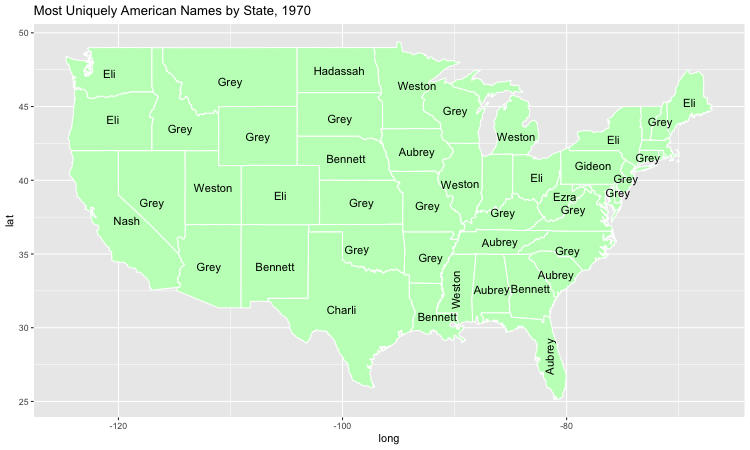 Most Uniquely American Names by State, 1970
50
45
40
35
30
25
lat
Eli
Grey
Hadassah
Weston
Eli
Grey
Grey
Grey
Grey
Weston
Grey
Eli
Eli
Grey
Nash
Grey
Weston
Eli
Bennett
Grey
Aubrey
Grey
Weston
Eli
Grey
Gideon
Grey
Grey
Grey
Ezra
Grey
Grey
Bennett
Grey
Charli
Grey
Bennett
Weston
Aubrey
Aubrey
Bennett
Aubrey
Grey
Aubrey
-120
-100
-80
long